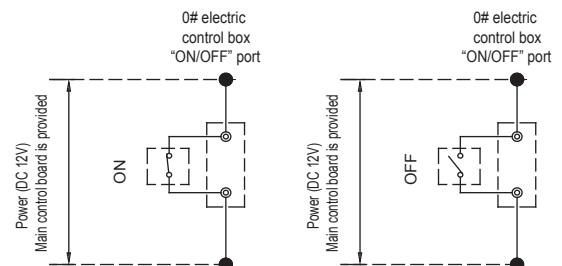 0# electric
control box
“ON/OFF” port
Power (DC 12V)
Main control board is provided
ON
0# electric
control box
“ON/OFF” port
Power (DC 12V)
Main control board is provided
OFF